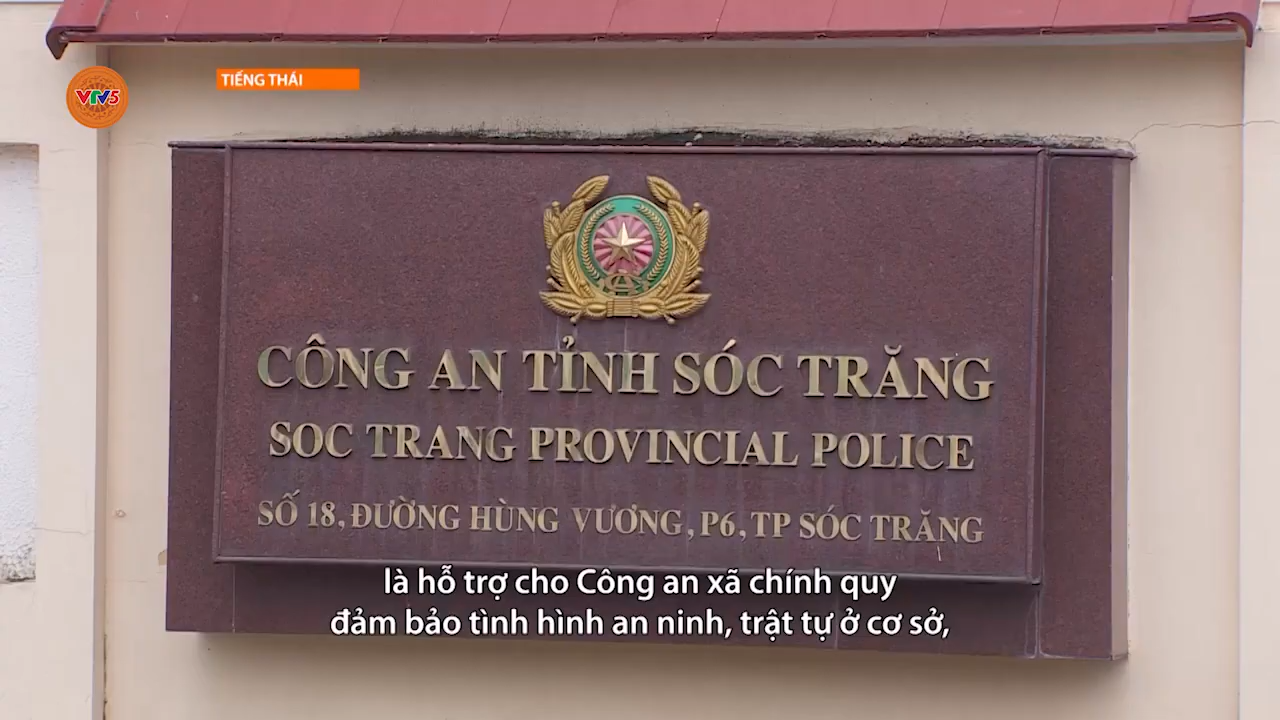 TIẾNG THÁI
VTV5
CÔNG AN TỈNH SÓC TRĂNG
SOC TRANG PROVINCIAL POLICE
SỐ 18, ĐƯỜNG HÙNG VƯƠNG, P6, TP SÓC TRĂNG
là hỗ trợ cho Công an xã chính quy
đảm bảo tình hình an ninh, trật tự ở cơ sở,